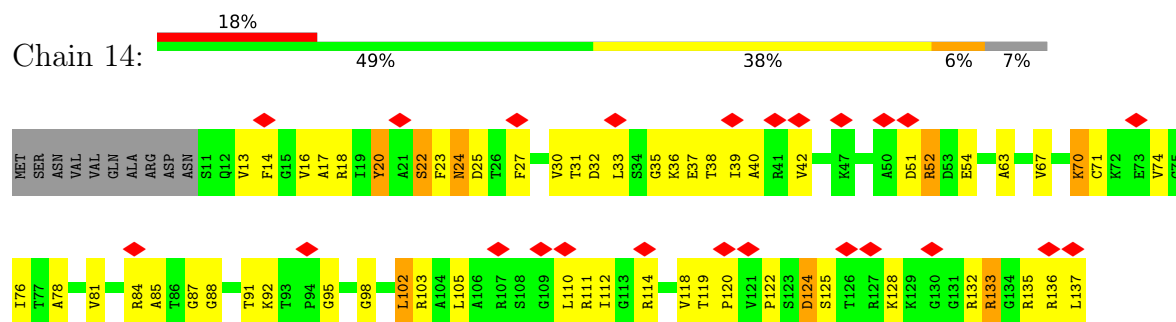 18%
Chain 14:
49% 38% 6% 7%
MET SER ASN VAL VAL GLN ALA ARG ASP ASN S11 Q12 V13 F14 G15 V16 A17 R18 I19 Y20 A21 S22 F23 N24 D25 T26 F27 V30 T31 D32 L33 S34 G35 K36 E37 T38 I39 A40 R41 V42 K47 A50 D51 R52 D53 E54 A63 V67 K70 C71 K72 E73 V74 G75
I76 T77 A78 V81 R84 A85 T86 G87 G88 T91 K92 T93 P94 G95 G98 L102 R103 A104 L105 A106 R107 S108 G109 L110 R111 I112 G113 R114 V118 T119 P120 V121 P122 S123 D124 S125 T126 R127 K128 K129 G130 G131 R132 R133 G134 R135 R136 L137